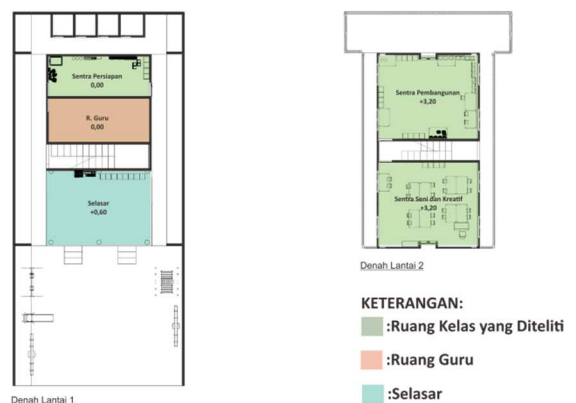 Sentra Persiapan
0,00
R. Guru
0,00
Selasar
+0,60
Denah Lantai 1
Sentra Pembangunan
+3,20
Sentra Seni dan Kreatif
+3,20
Denah Lantai 2
KETERANGAN:
:Ruang Kelas yang Diteliti
:Ruang Guru
:Selasar